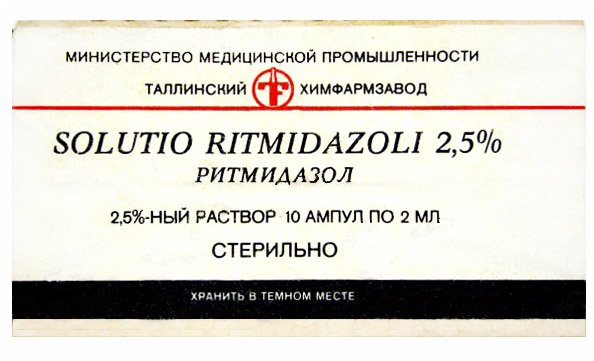 МИНИСТЕРСТВО МЕДИЦИНСКОЙ ПРОМЫШЛЕННОСТИ
ТАЛЛИНСКИЙ ХИМФАРМЗАВОД
SOLUTIO RITMIDAZOLI 2,5%
РИТМИДАЗОЛ
2,5%-НЫЙ РАСТВОР 10 АМПУЛ ПО 2 МЛ
СТЕРИЛЬНО
ХРАНИТЬ В ТЕМНОМ МЕСТЕ